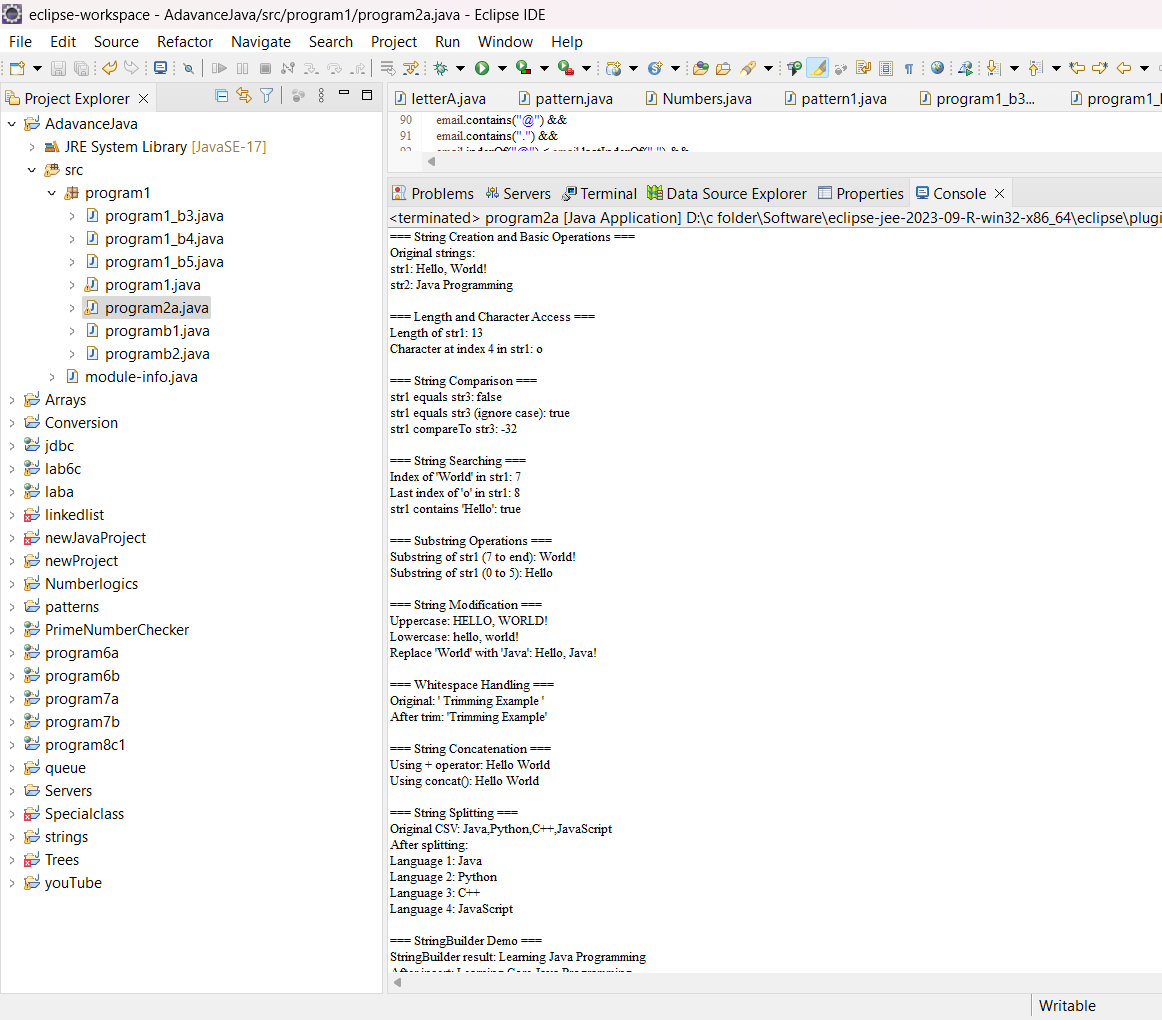 eclipse-workspace - AdavanceJava/src/program1/program2a.java - Eclipse IDE
File Edit Source Refactor Navigate Search Project Run Window Help
Project Explorer
AdavanceJava
JRE System Library [JavaSE-17]
src
program1
program1_b3.java
program1_b4.java
program1_b5.java
program1.java
program2a.java
programb1.java
programb2.java
module-info.java
Arrays
Conversion
jdbc
lab6c
laba
linkedlist
newJavaProject
newProject
Numberlogics
patterns
PrimeNumberChecker
program6a
program6b
program7a
program7b
program8c1
queue
Servers
Specialclass
strings
Trees
youTube
letterA.java pattern.java Numbers.java pattern1.java program1_b3... program1_
90 email.contains("@") &&
91 email.contains(".") &&
92 email.indexOf("@") < email.lastIndexOf(".") &&
Problems Servers Terminal Data Source Explorer Properties Console
<terminated> program2a [Java Application] D:\c folder\Software\eclipse-jee-2023-09-R-win32-x86_64\eclipse\plugi
=== String Creation and Basic Operations ===
Original strings:
str1: Hello, World!
str2: Java Programming
=== Length and Character Access ===
Length of str1: 13
Character at index 4 in str1: o
=== String Comparison ===
str1 equals str3: false
str1 equals str3 (ignore case): true
str1 compareTo str3: -32
=== String Searching ===
Index of 'World' in str1: 7
Last index of 'o' in str1: 8
str1 contains 'Hello': true
=== Substring Operations ===
Substring of str1 (7 to end): World!
Substring of str1 (0 to 5): Hello
=== String Modification ===
Uppercase: HELLO, WORLD!
Lowercase: hello, world!
Replace 'World' with 'Java': Hello, Java!
=== Whitespace Handling ===
Original: ' Trimming Example '
After trim: 'Trimming Example'
=== String Concatenation ===
Using + operator: Hello World
Using concat(): Hello World
=== String Splitting ===
Original CSV: Java,Python,C++,JavaScript
After splitting:
Language 1: Java
Language 2: Python
Language 3: C++
Language 4: JavaScript
=== StringBuilder Demo ===
StringBuilder result: Learning Java Programming
After insert: Learning Core Java Programming
Writable